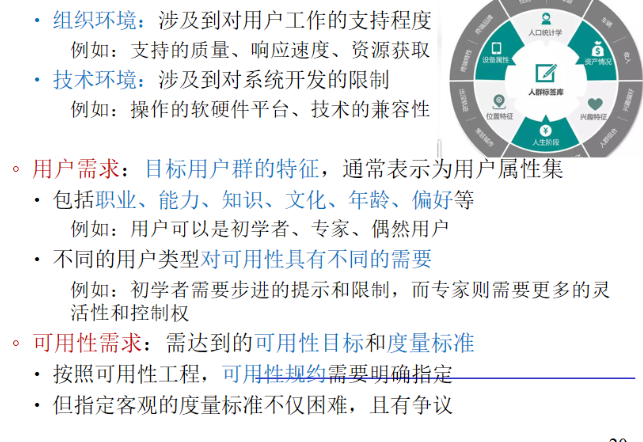 · 组织环境：涉及到对用户工作的支持程度
例如：支持的质量、响应速度、资源获取
· 技术环境：涉及到对系统开发的限制
例如：操作的软硬件平台、技术的兼容性
人口统计学
设备属性
资产情况
人群标签库
位置特征
兴趣特征
人生阶段
。用户需求：目标用户群的特征，通常表示为用户属性集
· 包括职业、能力、知识、文化、年龄、偏好等
例如：用户可以是初学者、专家、偶然用户
· 不同的用户类型对可用性具有不同的需要
例如：初学者需要步进的提示和限制，而专家则需要更多的灵
活性和控制权
。可用性需求：需达到的可用性目标和度量标准
· 按照可用性工程，可用性规约需要明确指定
· 但指定客观的度量标准不仅困难，且有争议